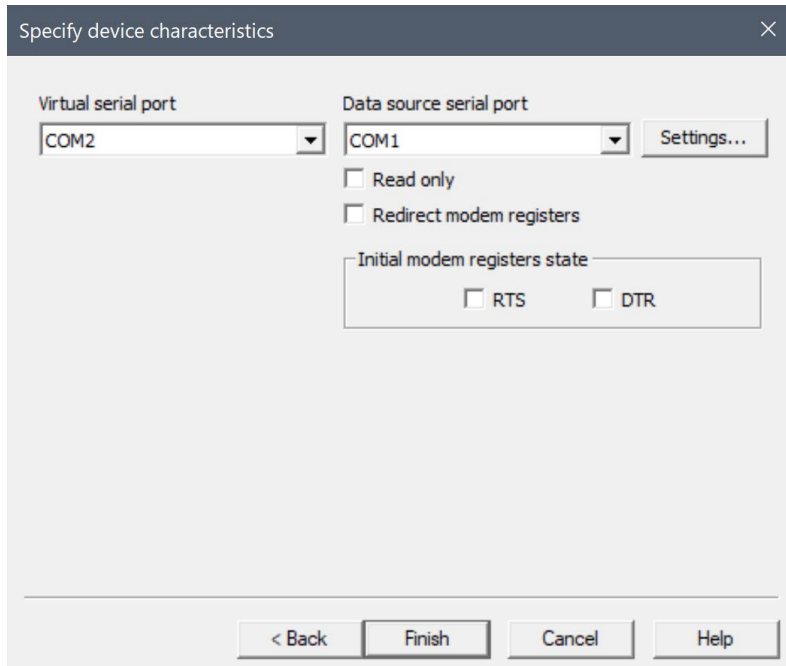 Specify device characteristics
Virtual serial port
Data source serial port
COM2
COM1
Settings...
Read only
Redirect modem registers
Initial modem registers state
RTS
DTR
< Back
Finish
Cancel
Help